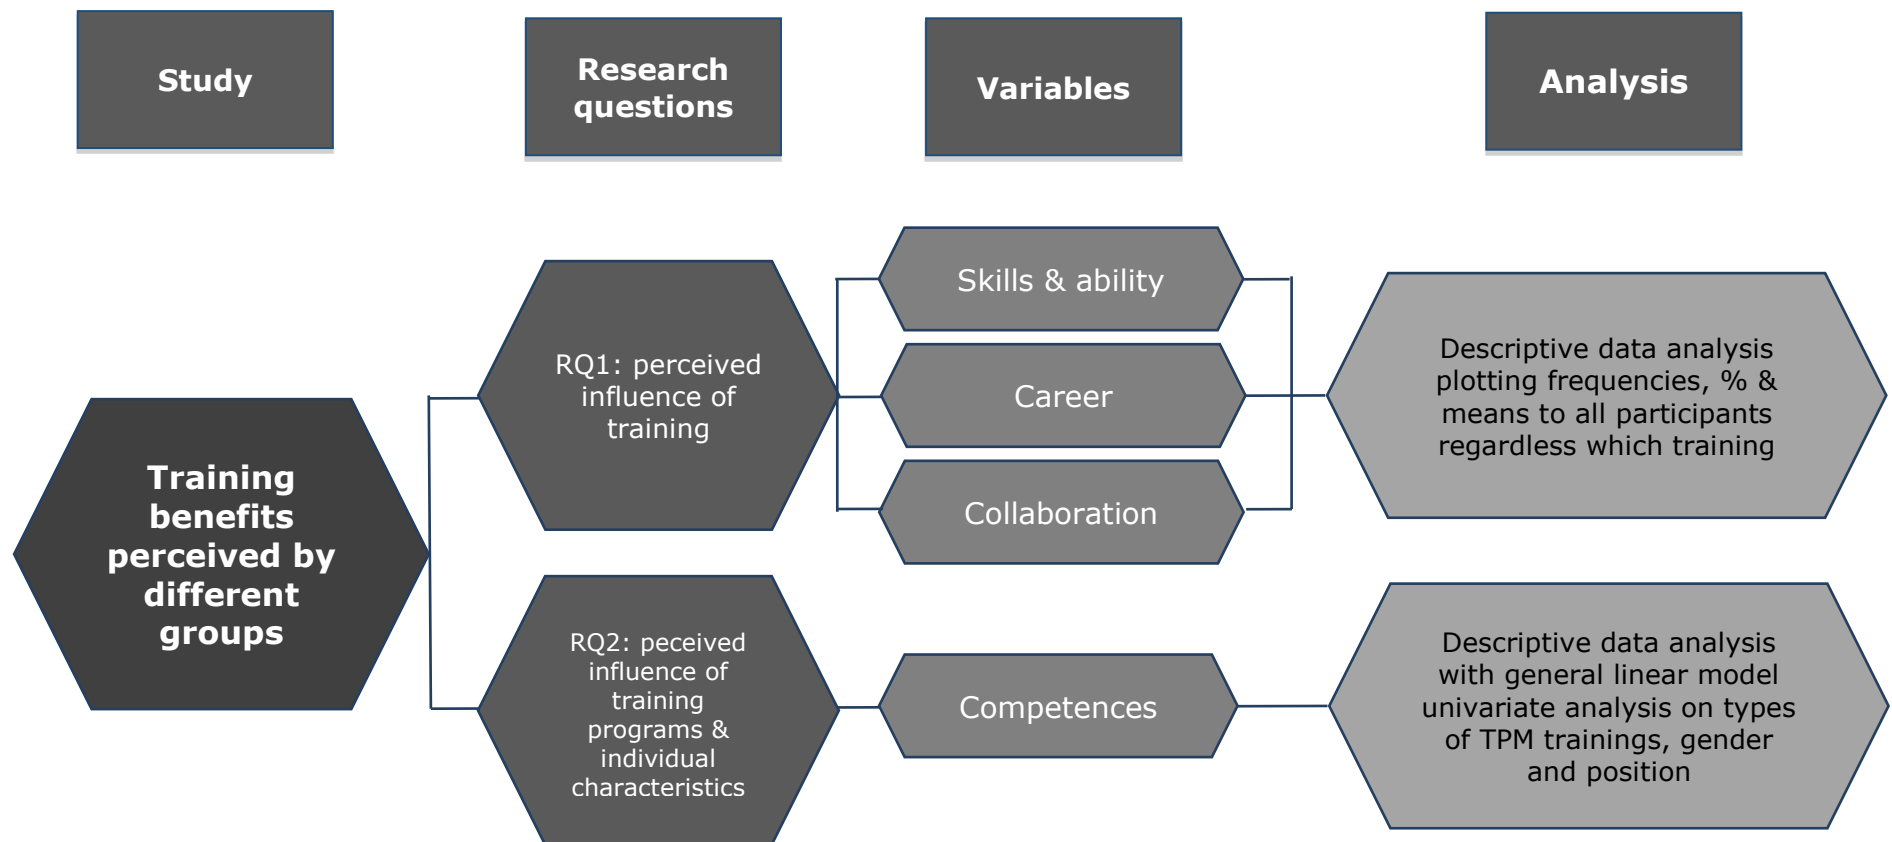 Study
Research
questions
Variables
Analysis
Training
benefits
perceived by
different
groups
RQ1: perceived
influence of
training
RQ2: peceived
influence of
training
programs &
individual
characteristics
Skills & ability
Career
Collaboration
Competences
Descriptive data analysis
plotting frequencies, % &
means to all participants
regardless which training
Descriptive data analysis
with general linear model
univariate analysis on types
of TPM trainings, gender
and position